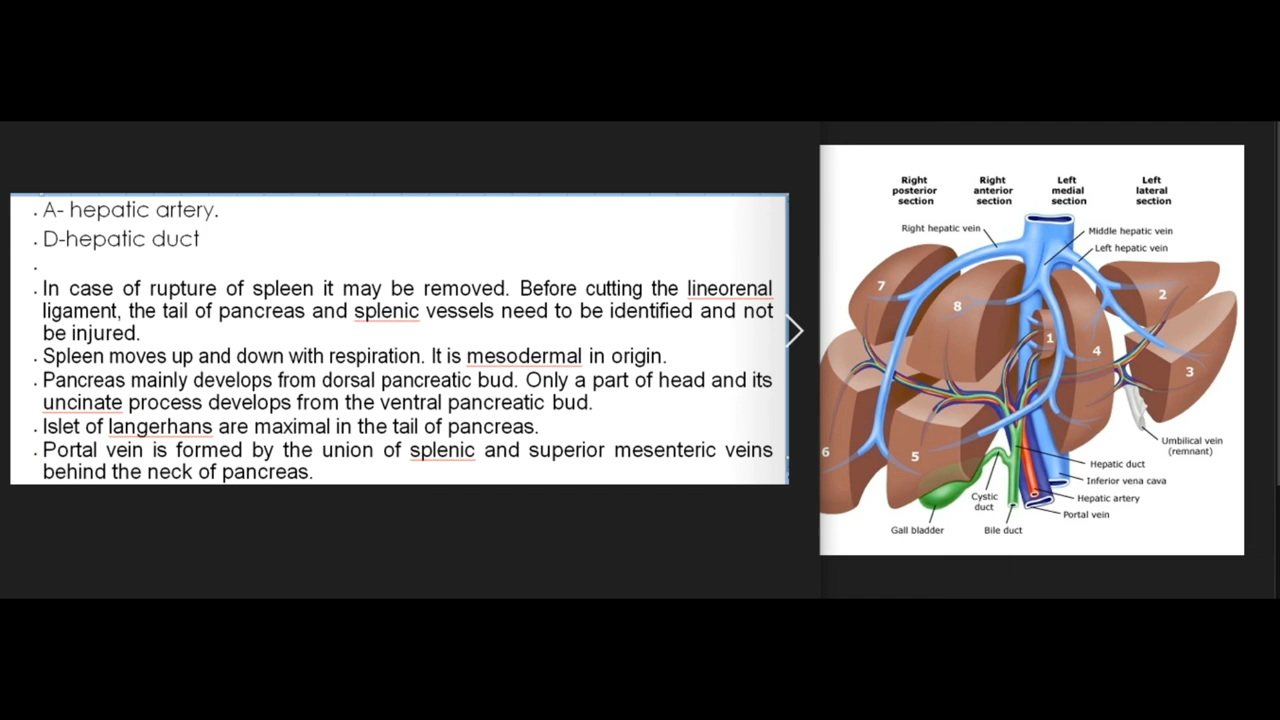 . A- hepatic artery.
. D-hepatic duct
.
. In case of rupture of spleen it may be removed. Before cutting the lineorenal
ligament, the tail of pancreas and splenic vessels need to be identified and not
be injured.
. Spleen moves up and down with respiration. It is mesodermal in origin.
. Pancreas mainly develops from dorsal pancreatic bud. Only a part of head and its
uncinate process develops from the ventral pancreatic bud.
. Islet of langerhans are maximal in the tail of pancreas.
. Portal vein is formed by the union of splenic and superior mesenteric veins
behind the neck of pancreas.
Right
posterior
section
Right
anterior
section
Left
medial
section
Left
lateral
section
Right hepatic vein
Middle hepatic vein
Left hepatic vein
7
8
2
1
4
3
6
5
Umbilical vein
(remnant)
Hepatic duct
Inferior vena cava
Hepatic artery
Portal vein
Cystic
duct
Gall bladder
Bile duct